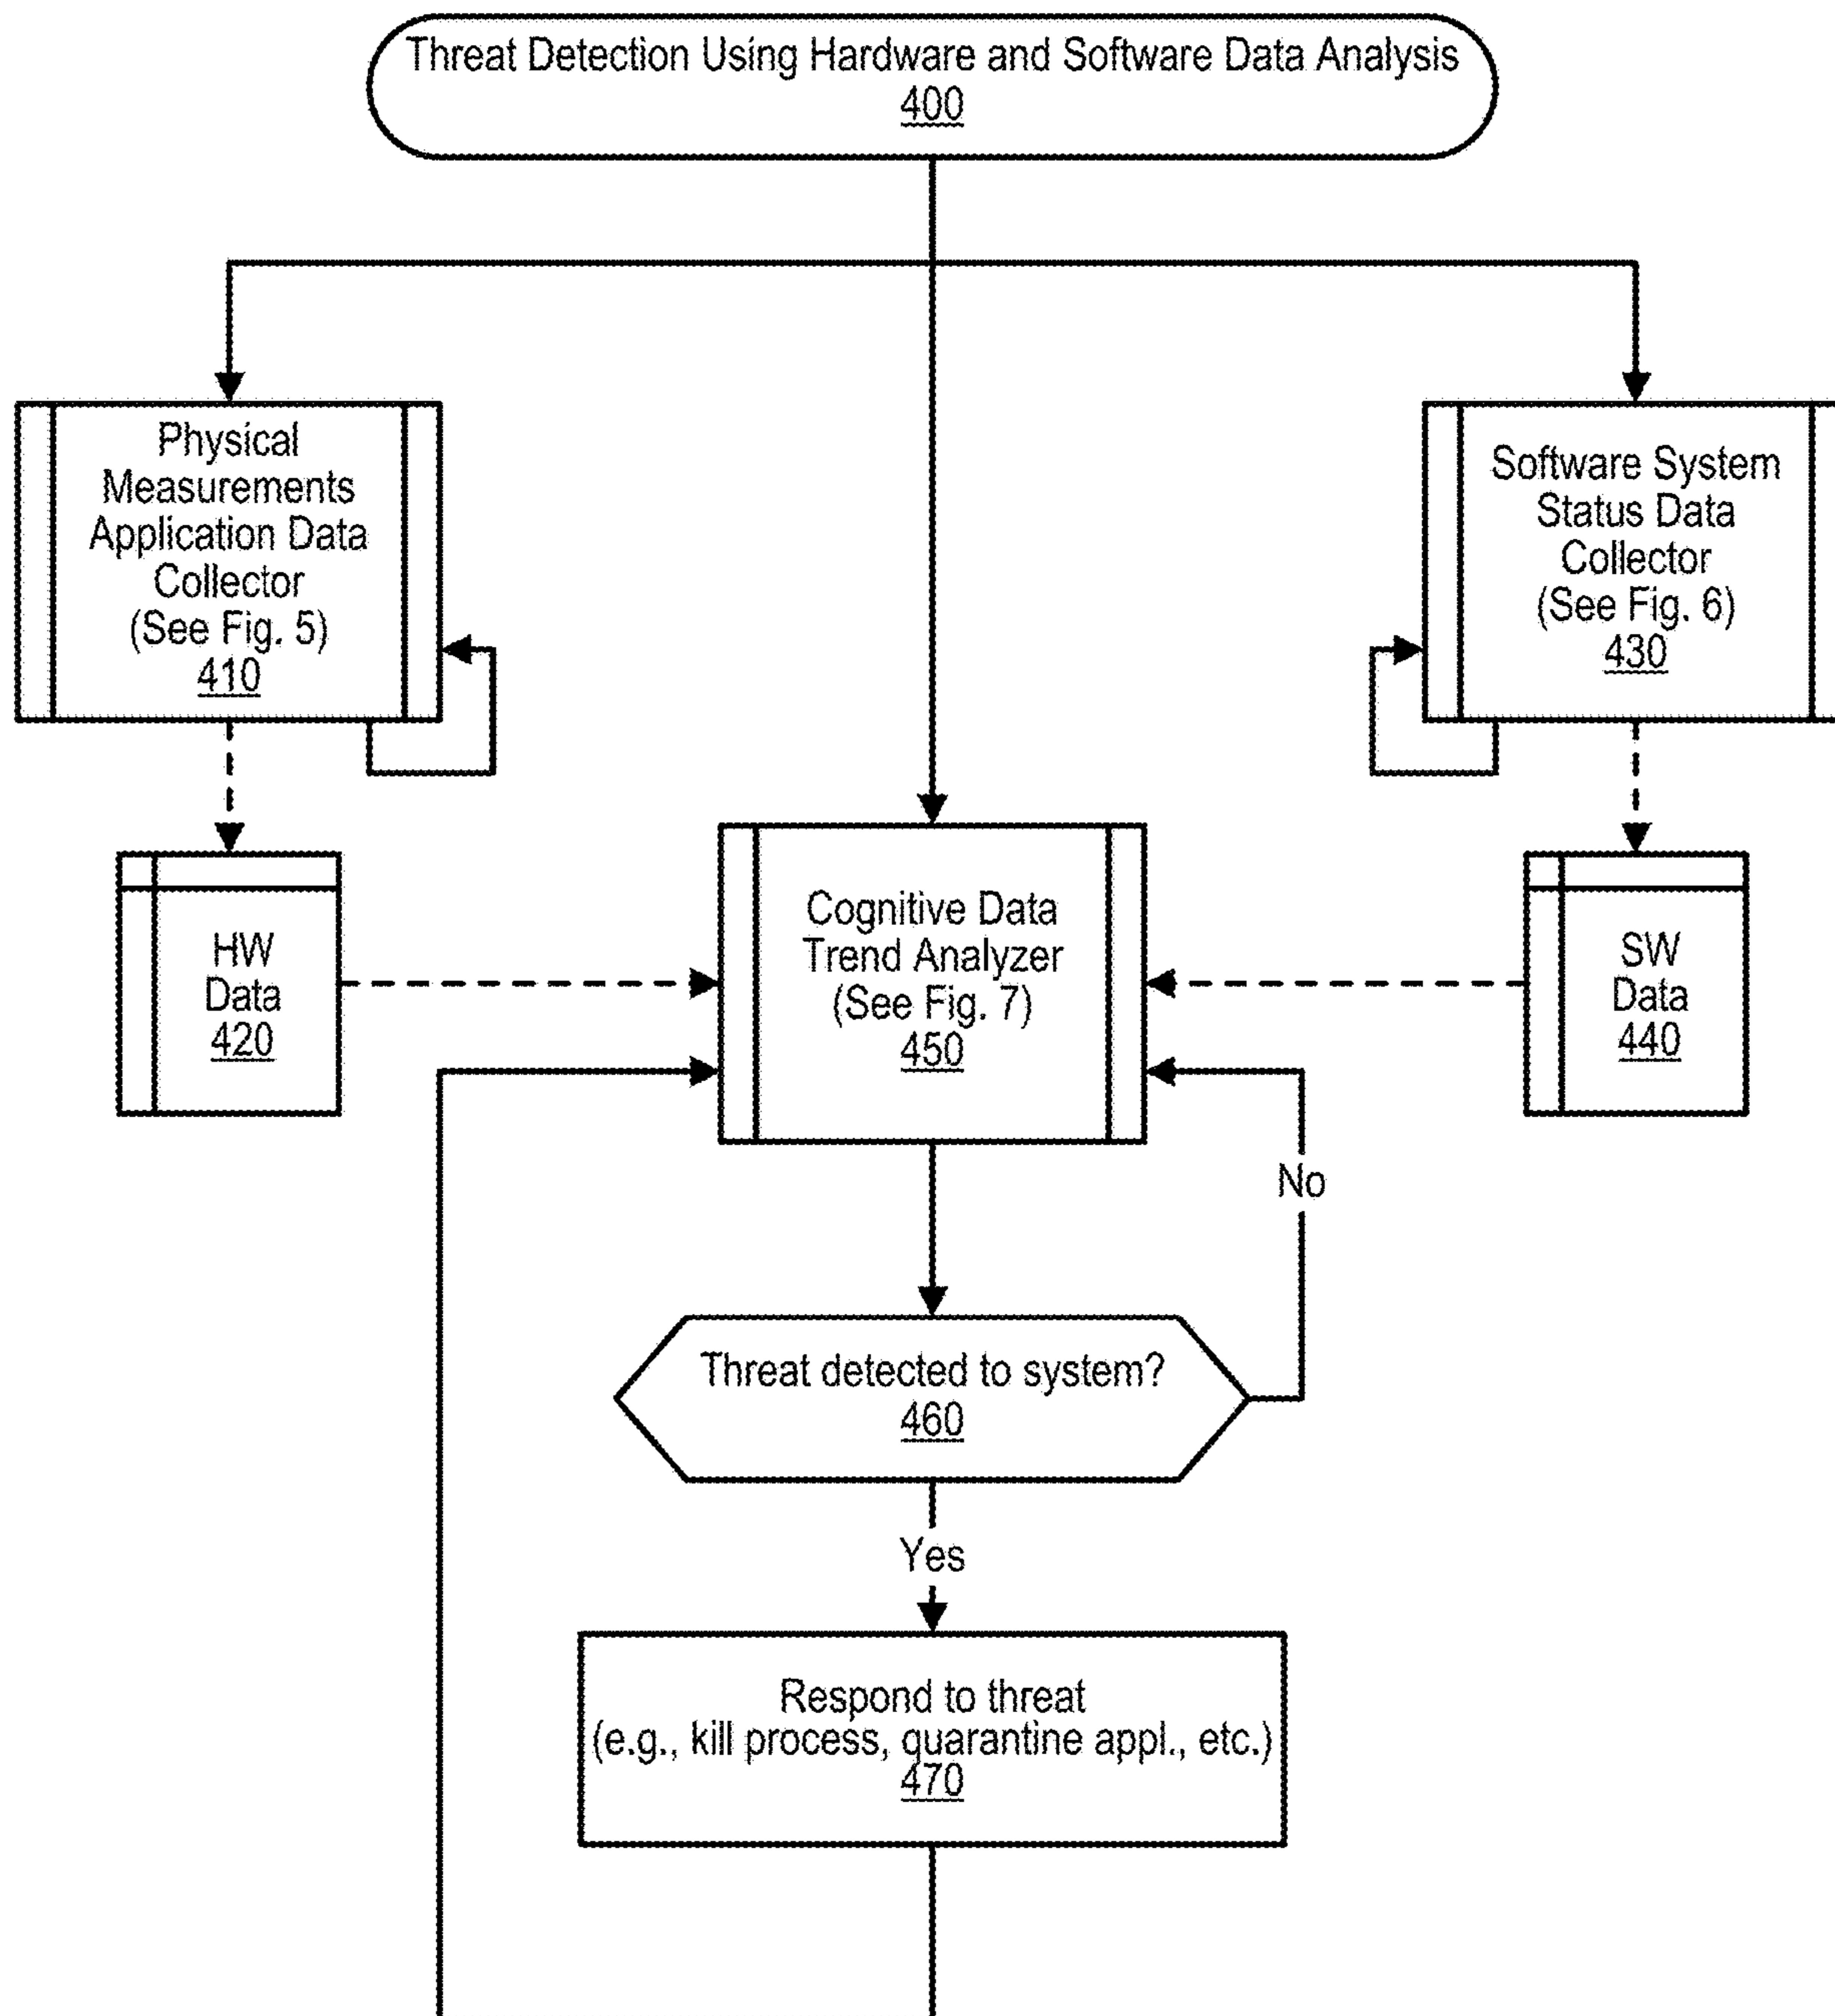 Threat Detection Using Hardware and Software Data Analysis
400
Physical
Measurements
Application Data
Collector
(See Fig. 5)
410
Software System
Status Data
Collector
(See Fig. 6)
430
HW
Data
420
Cognitive Data
Trend Analyzer
(See Fig. 7)
450
SW
Data
440
No
Threat detected to system?
460
Yes
Respond to threat
(e.g., kill process, quarantine appl., etc.)
470